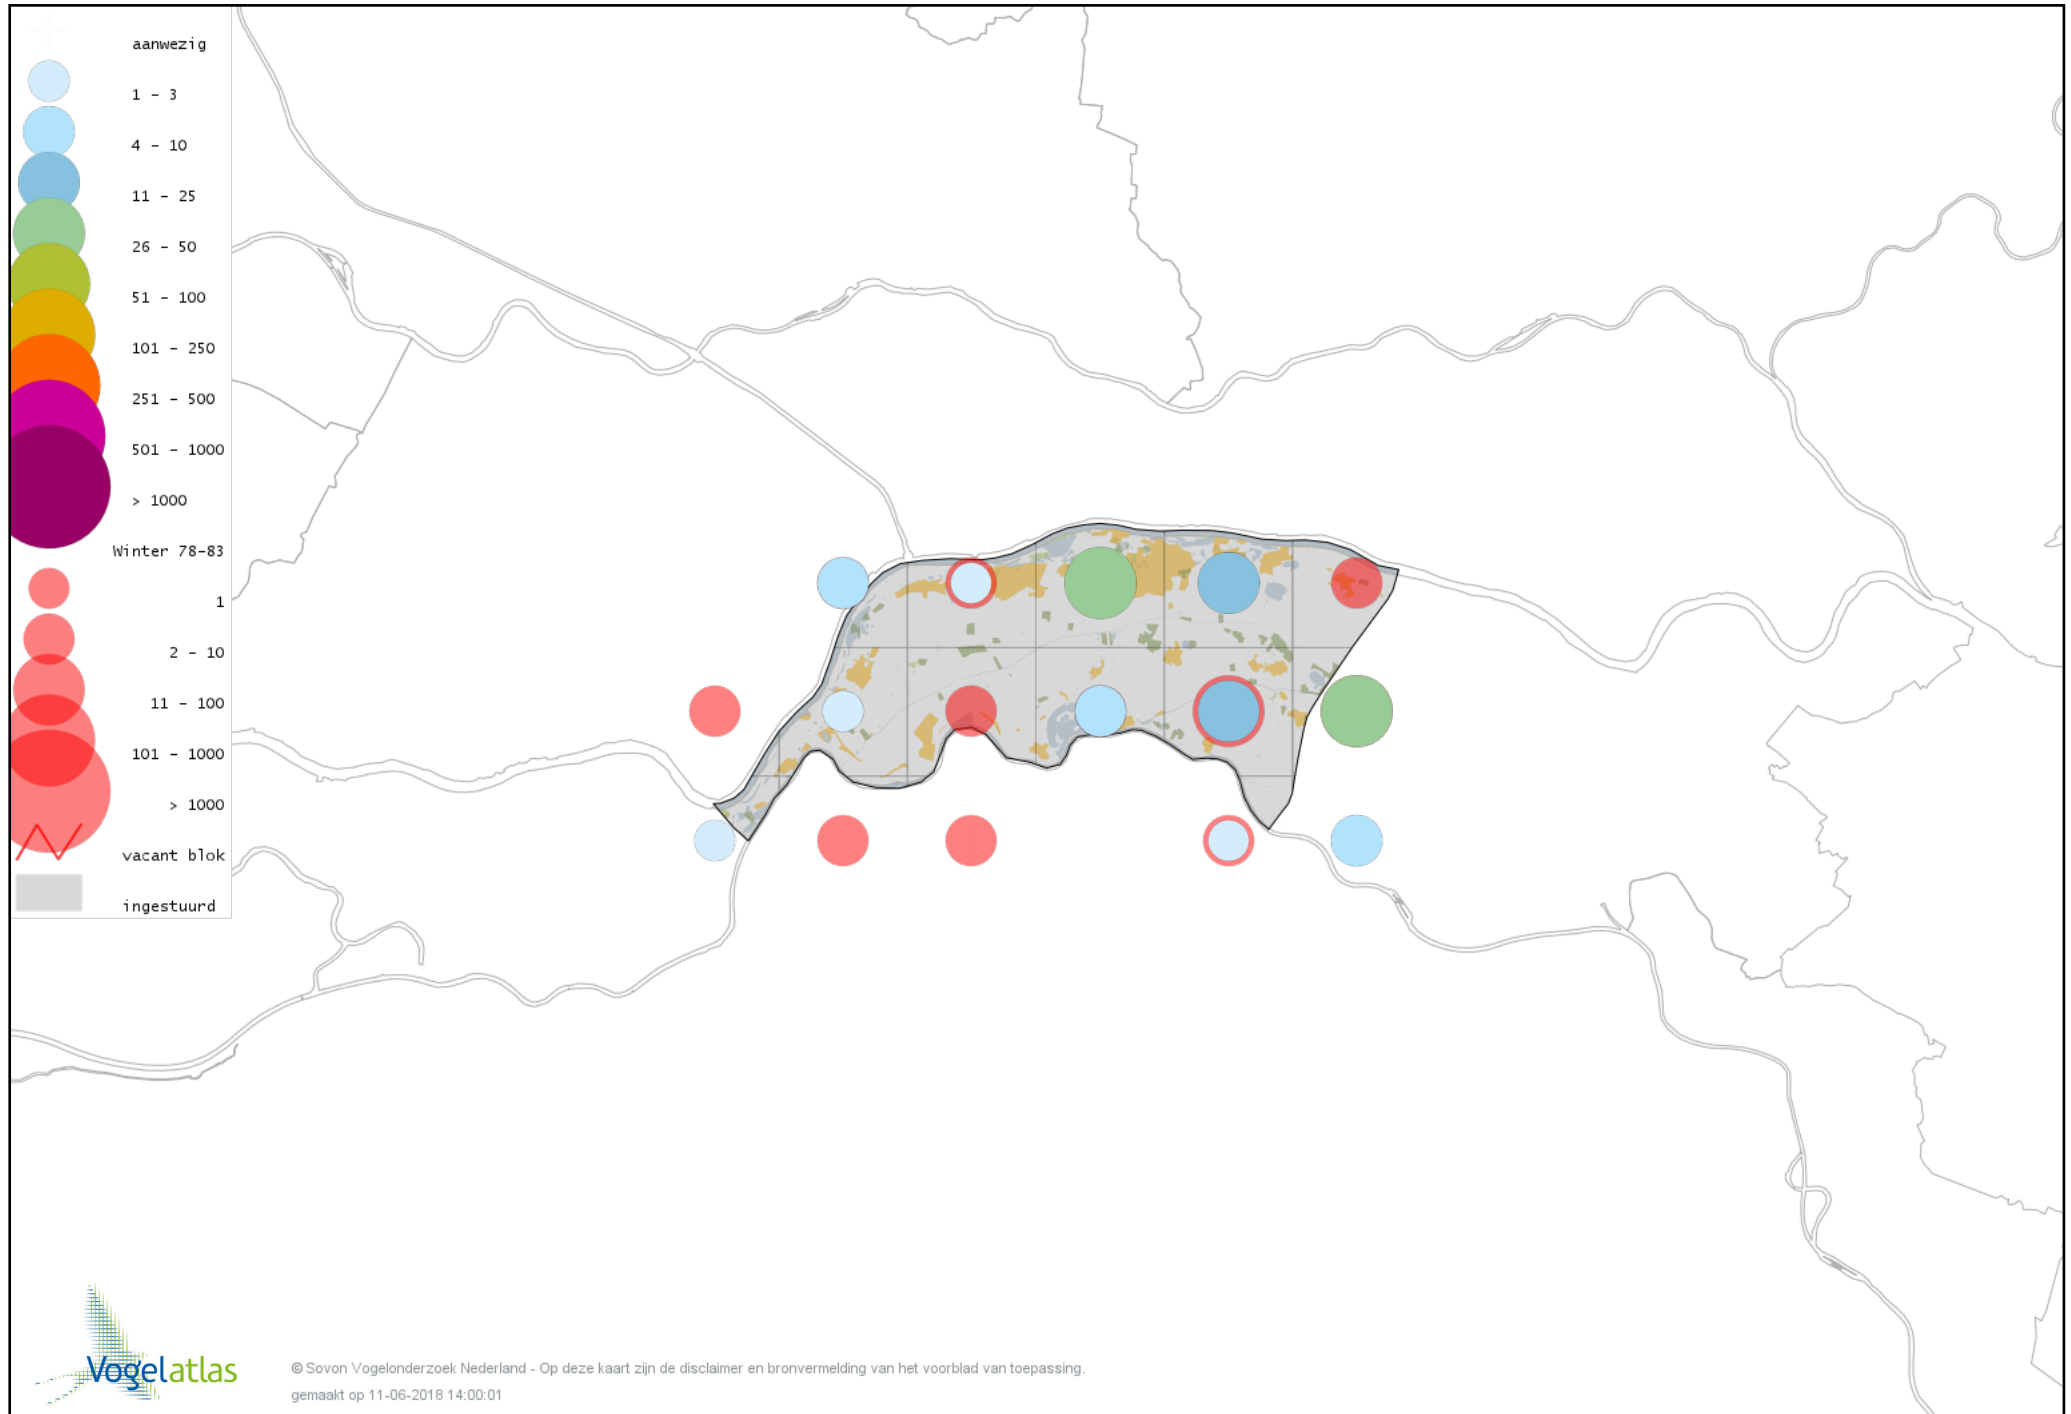 aanwezig
1 - 3
4 - 10
11 - 25
26 - 50
51 - 100
101 - 250
251 - 500
501 - 1000
> 1000
Winter 78-83
1
2 - 10
11 - 100
101 - 1000
> 1000
vacant blok
ingestuurd
Vogelatlas
© Sovon Vogelonderzoek Nederland - Op deze kaart zijn de disclaimer en bronvermelding van het voorblad van toepassing.
gemaakt op 11-06-2018 14:00:01